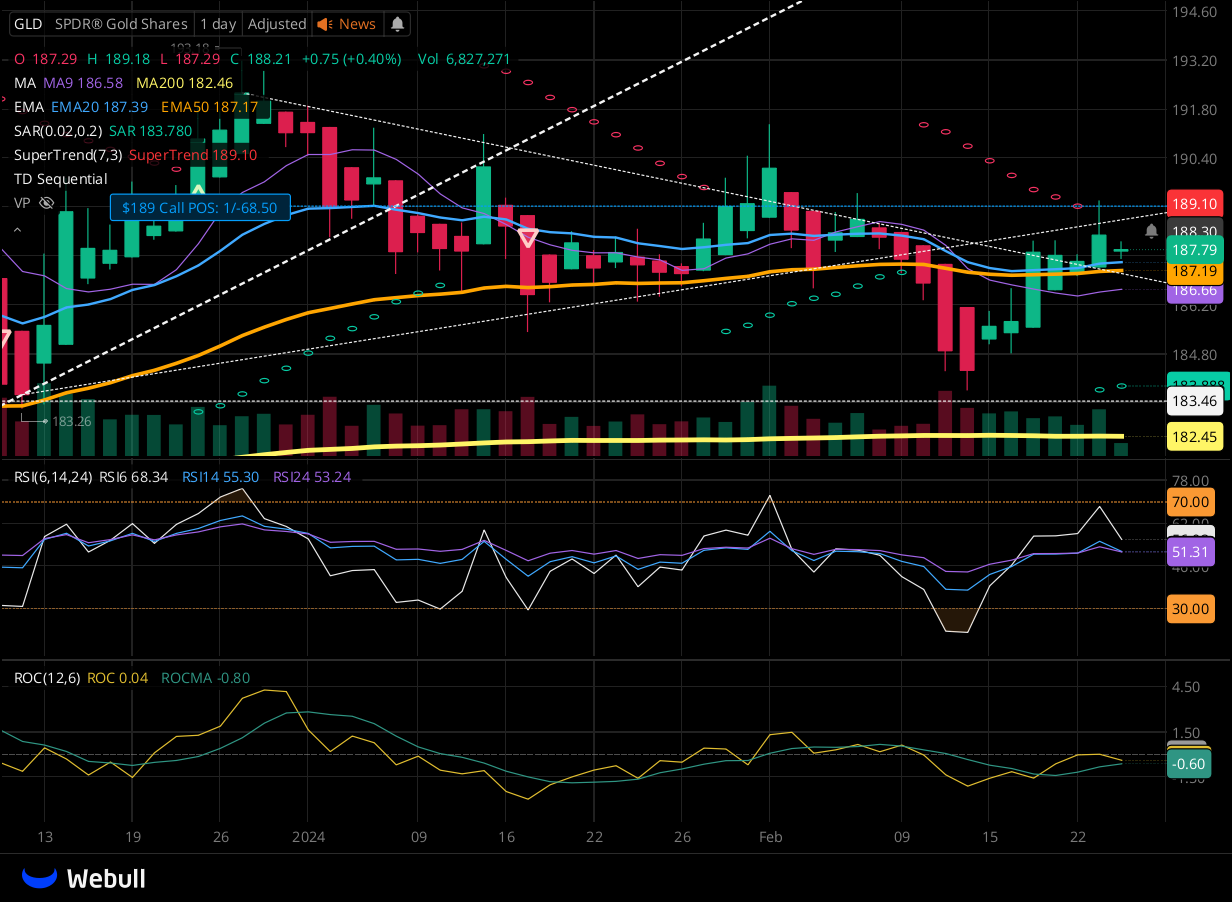 GLD SPDR® Gold Shares 1 day Adjusted News
194.60
193.18
O 187.29 H 189.18 L 187.29 C 188.21 +0.75 (+0.40%) Vol 6,827,271
193.20
MA MA9 186.58 MA200 182.46
EMA EMA20 187.39 EMA50 187.17
191.80
SAR(0.02,0.2) SAR 183.780
SuperTrend(7,3) SuperTrend 189.10
190.40
TD Sequential
VP
$189 Call POS: 1/-68.50
189.10
188.30
187.79
187.19
186.66
186.20
184.80
183.46
183.26
182.45
RSI(6,14,24) RSI6 68.34 RSI14 55.30 RSI24 53.24
78.00
70.00
51.31
30.00
ROC(12,6) ROC 0.04 ROCMA -0.80
4.50
1.50
-0.60
13 19 26 2024 09 16 22 26 Feb 09 15 22
Webull